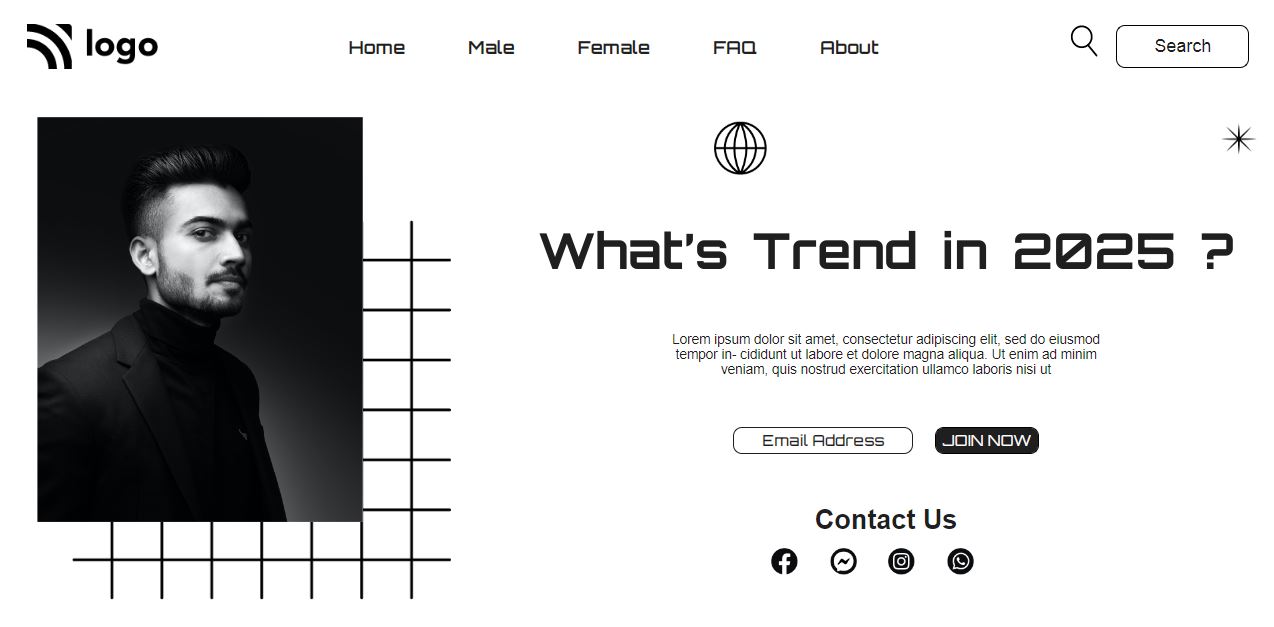 logo
Home Male Female FAQ About
Search
What's Trend in 2025 ?
Lorem ipsum dolor sit amet, consectetur adipiscing elit, sed do eiusmod
tempor in- cididunt ut labore et dolore magna aliqua. Ut enim ad minim
veniam, quis nostrud exercitation ullamco laboris nisi ut
Email Address JOIN NOW
Contact Us